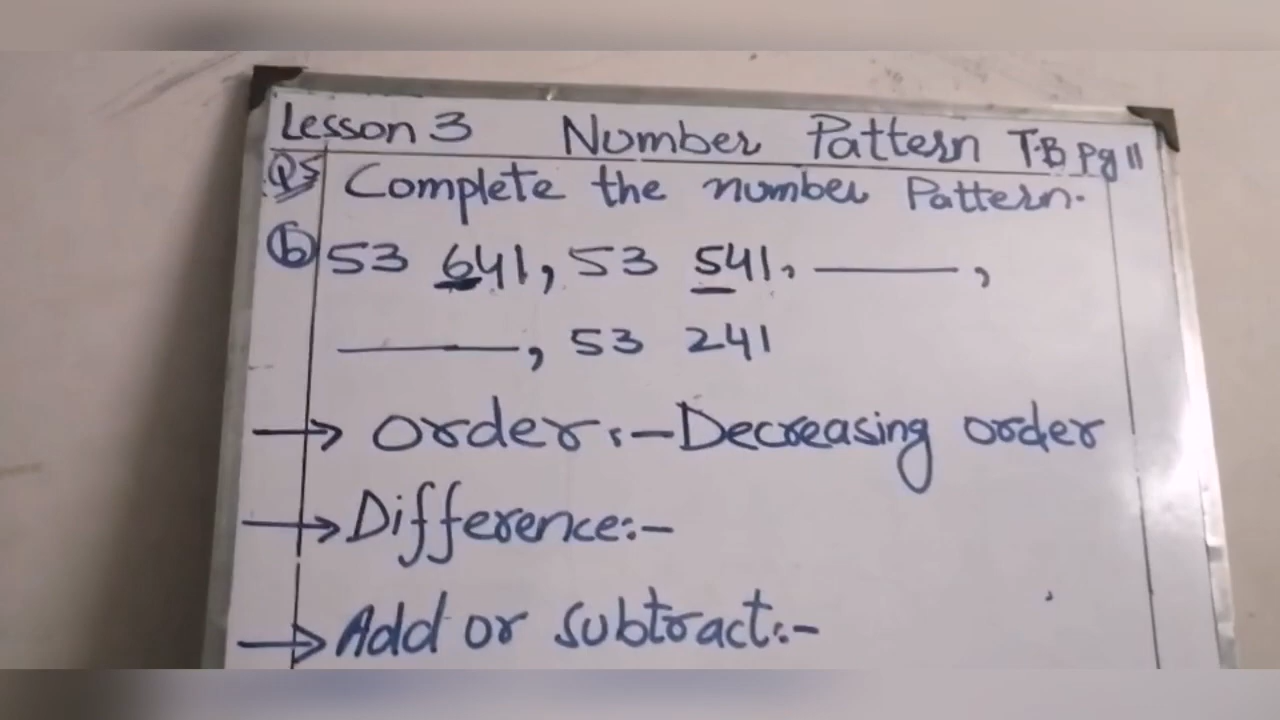 Lesson 3 Number Pattern T.B Pg 11
Q5 Complete the number Pattern.
b 53 641, 53 541, ______,
______, 53 241
→ order:- Decreasing order
→ Difference:-
→ Add or subtract:-